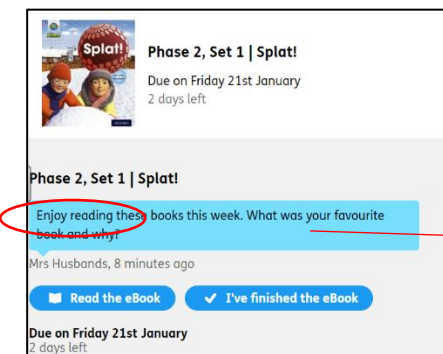 Splat!
Phase 2, Set 1 | Splat!
Due on Friday 21st January
2 days left
Phase 2, Set 1 | Splat!
Enjoy reading these books this week. What was your favourite
book and why?
Mrs Husbands, 8 minutes ago
Read the eBook
I've finished the eBook
Due on Friday 21st January
2 days left